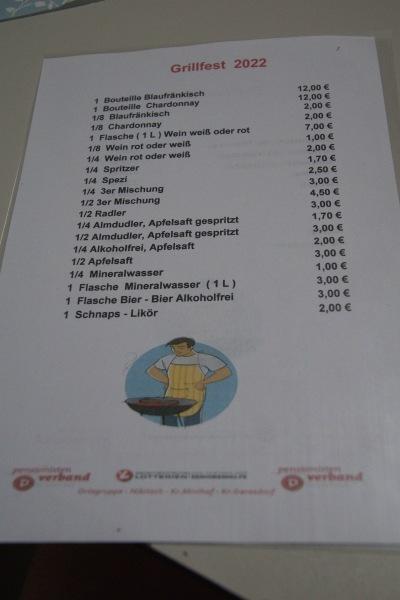 Grillfest 2022
1 Bouteille Blaufränkisch 12,00 €
1 Bouteille Chardonnay 12,00 €
1/8 Blaufränkisch 2,00 €
1/8 Chardonnay 2,00 €
1 Flasche ( 1 L ) Wein weiß oder rot 7,00 €
1/8 Wein rot oder weiß 1,00 €
1/4 Wein rot oder weiß 2,00 €
1/4 Spritzer 1,70 €
1/4 Spezi 2,50 €
1/4 3er Mischung 3,00 €
1/2 3er Mischung 4,50 €
1/2 Radler 3,00 €
1/4 Almdudler, Apfelsaft gespritzt 1,70 €
1/2 Almdudler, Apfelsaft gespritzt 3,00 €
1/4 Alkoholfrei, Apfelsaft 2,00 €
1/2 Apfelsaft 3,00 €
1/4 Mineralwasser 1,00 €
1 Flasche Mineralwasser ( 1 L ) 3,00 €
1 Flasche Bier - Bier Alkoholfrei 3,00 €
1 Schnaps - Likör 2,00 €
pensionisten verband
LOTTERIEN
pensionisten verband
Ortsgruppe